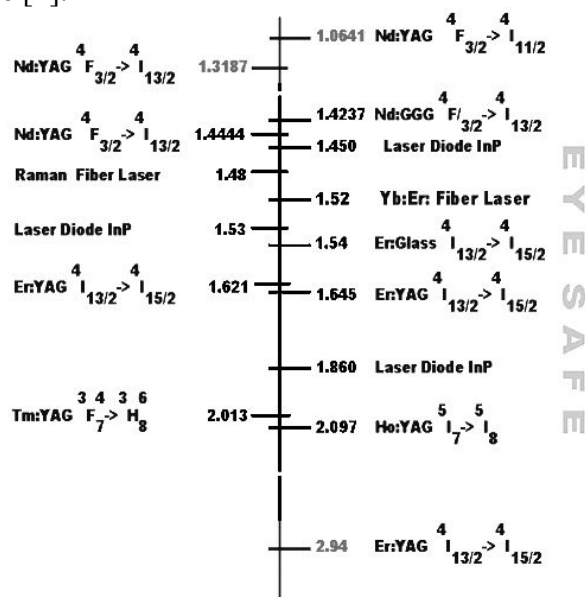 1.0641 Nd:YAG ⁴F3/2-> ⁴I11/2
Nd:YAG ⁴F3/2-> ⁴I13/2 1.3187
1.4237 Nd:GGG ⁴F/3/2-> ⁴I13/2
Nd:YAG ⁴F3/2-> ⁴I13/2 1.4444
1.450 Laser Diode InP
Raman Fiber Laser 1.48
1.52 Yb:Er: Fiber Laser
Laser Diode InP 1.53
1.54 Er:Glass ⁴I13/2-> ⁴I15/2
Er:YAG ⁴I13/2-> ⁴I15/2 1.621
1.645 Er:YAG ⁴I13/2-> ⁴I15/2
1.860 Laser Diode InP
Tm:YAG ³ ⁴F7-> ³ ⁶H8 2.013
2.097 Ho:YAG ⁵I7-> ⁵I8
2.94 Er:YAG ⁴I13/2-> ⁴I15/2
EYE SAFE